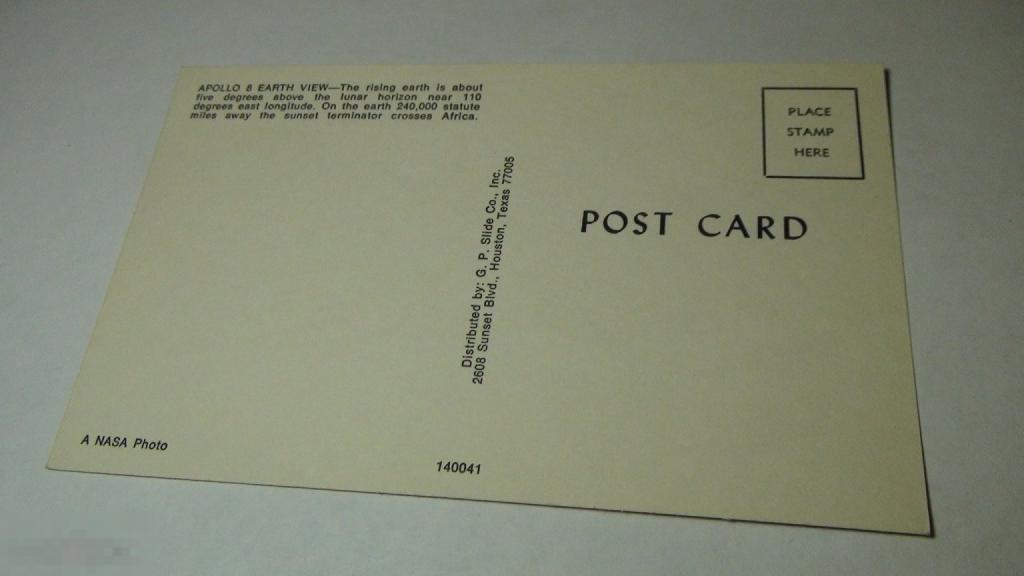 APOLLO 8 EARTH VIEW—The rising earth is about
five degrees above the lunar horizon near 110
degrees east longitude. On the earth 240,000 statute
miles away the sunset terminator crosses Africa.
PLACE
STAMP
HERE
POST CARD
Distributed by: G. P. Slide Co., Inc.
2608 Sunset Blvd., Houston, Texas 77005
A NASA Photo
140041